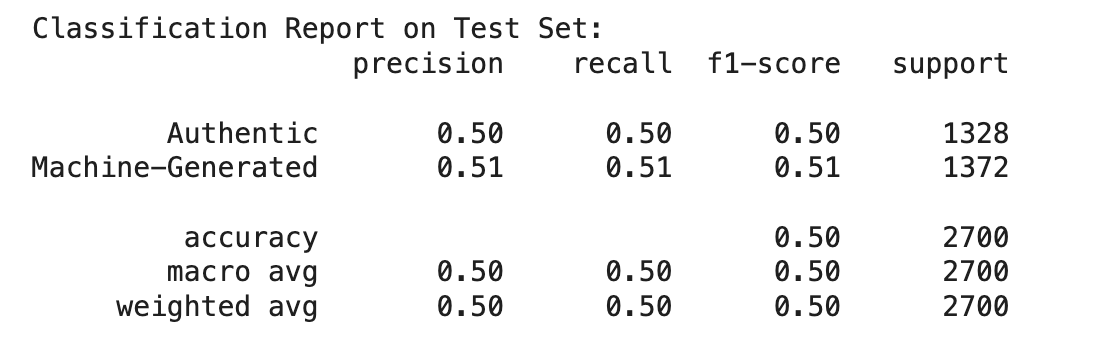 Classification Report on Test Set:
precision recall f1-score support
Authentic 0.50 0.50 0.50 1328
Machine-Generated 0.51 0.51 0.51 1372
accuracy 0.50 2700
macro avg 0.50 0.50 0.50 2700
weighted avg 0.50 0.50 0.50 2700